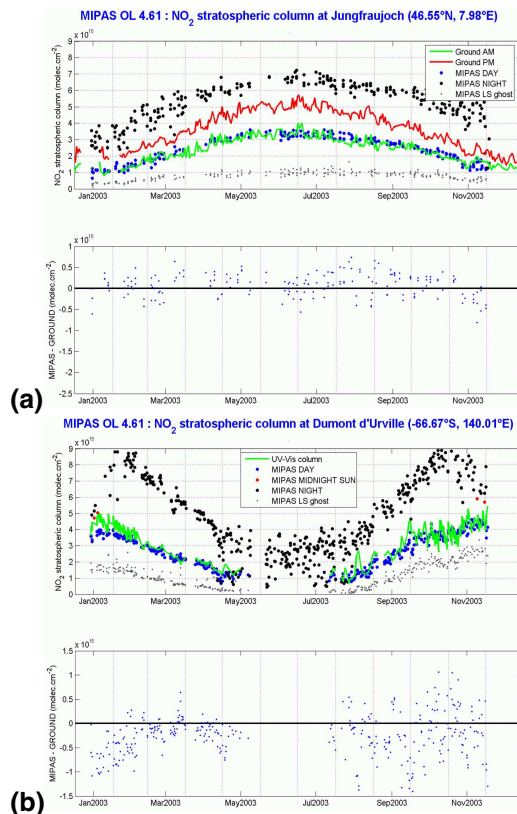 MIPAS OL 4.61 : NO2 stratospheric column at Jungfraujoch (46.55°N, 7.98°E)
x 10^15
NO2 stratospheric column (molec.cm-2)
9
8
7
6
5
4
3
2
1
0
Ground AM
Ground PM
MIPAS DAY
MIPAS NIGHT
MIPAS LS ghost
Jan2003 Mar2003 May2003 Jul2003 Sep2003 Nov2003
x 10^15
MIPAS - GROUND (molec.cm-2)
1
0.5
0
-0.5
-1
-1.5
-2
-2.5
Jan2003 Mar2003 May2003 Jul2003 Sep2003 Nov2003
(a)
MIPAS OL 4.61 : NO2 stratospheric column at Dumont d'Urville (-66.67°S, 140.01°E)
x 10^15
NO2 stratospheric column (molec.cm-2)
9
8
7
6
5
4
3
2
1
0
UV-Vis column
MIPAS DAY
MIPAS MIDNIGHT SUN
MIPAS NIGHT
MIPAS LS ghost
Jan2003 Mar2003 May2003 Jul2003 Sep2003 Nov2003
x 10^15
MIPAS - GROUND (molec.cm-2)
1.5
1
0.5
0
-0.5
-1
-1.5
Jan2003 Mar2003 May2003 Jul2003 Sep2003 Nov2003
(b)